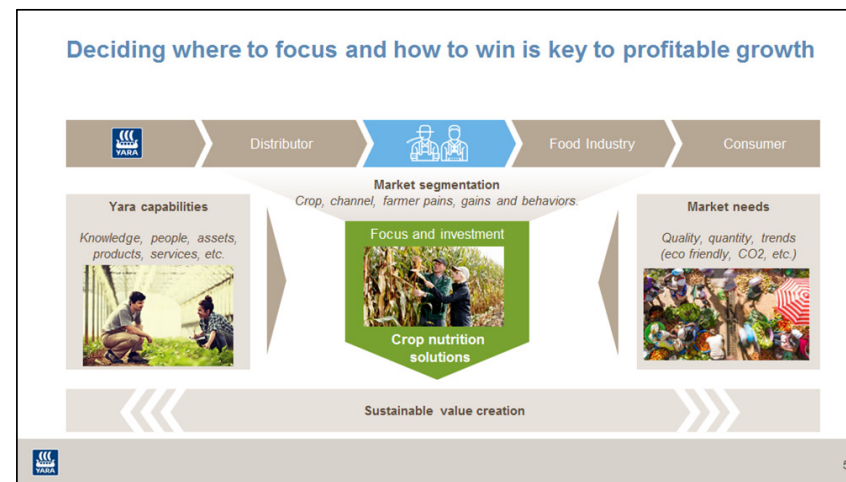 Deciding where to focus and how to win is key to profitable growth
YARA
Distributor
Food Industry
Consumer
Market segmentation
Crop, channel, farmer pains, gains and behaviors.
Yara capabilities
Knowledge, people, assets,
products, services, etc.
Focus and investment
Crop nutrition
solutions
Market needs
Quality, quantity, trends
(eco friendly, CO2, etc.)
Sustainable value creation
YARA
5